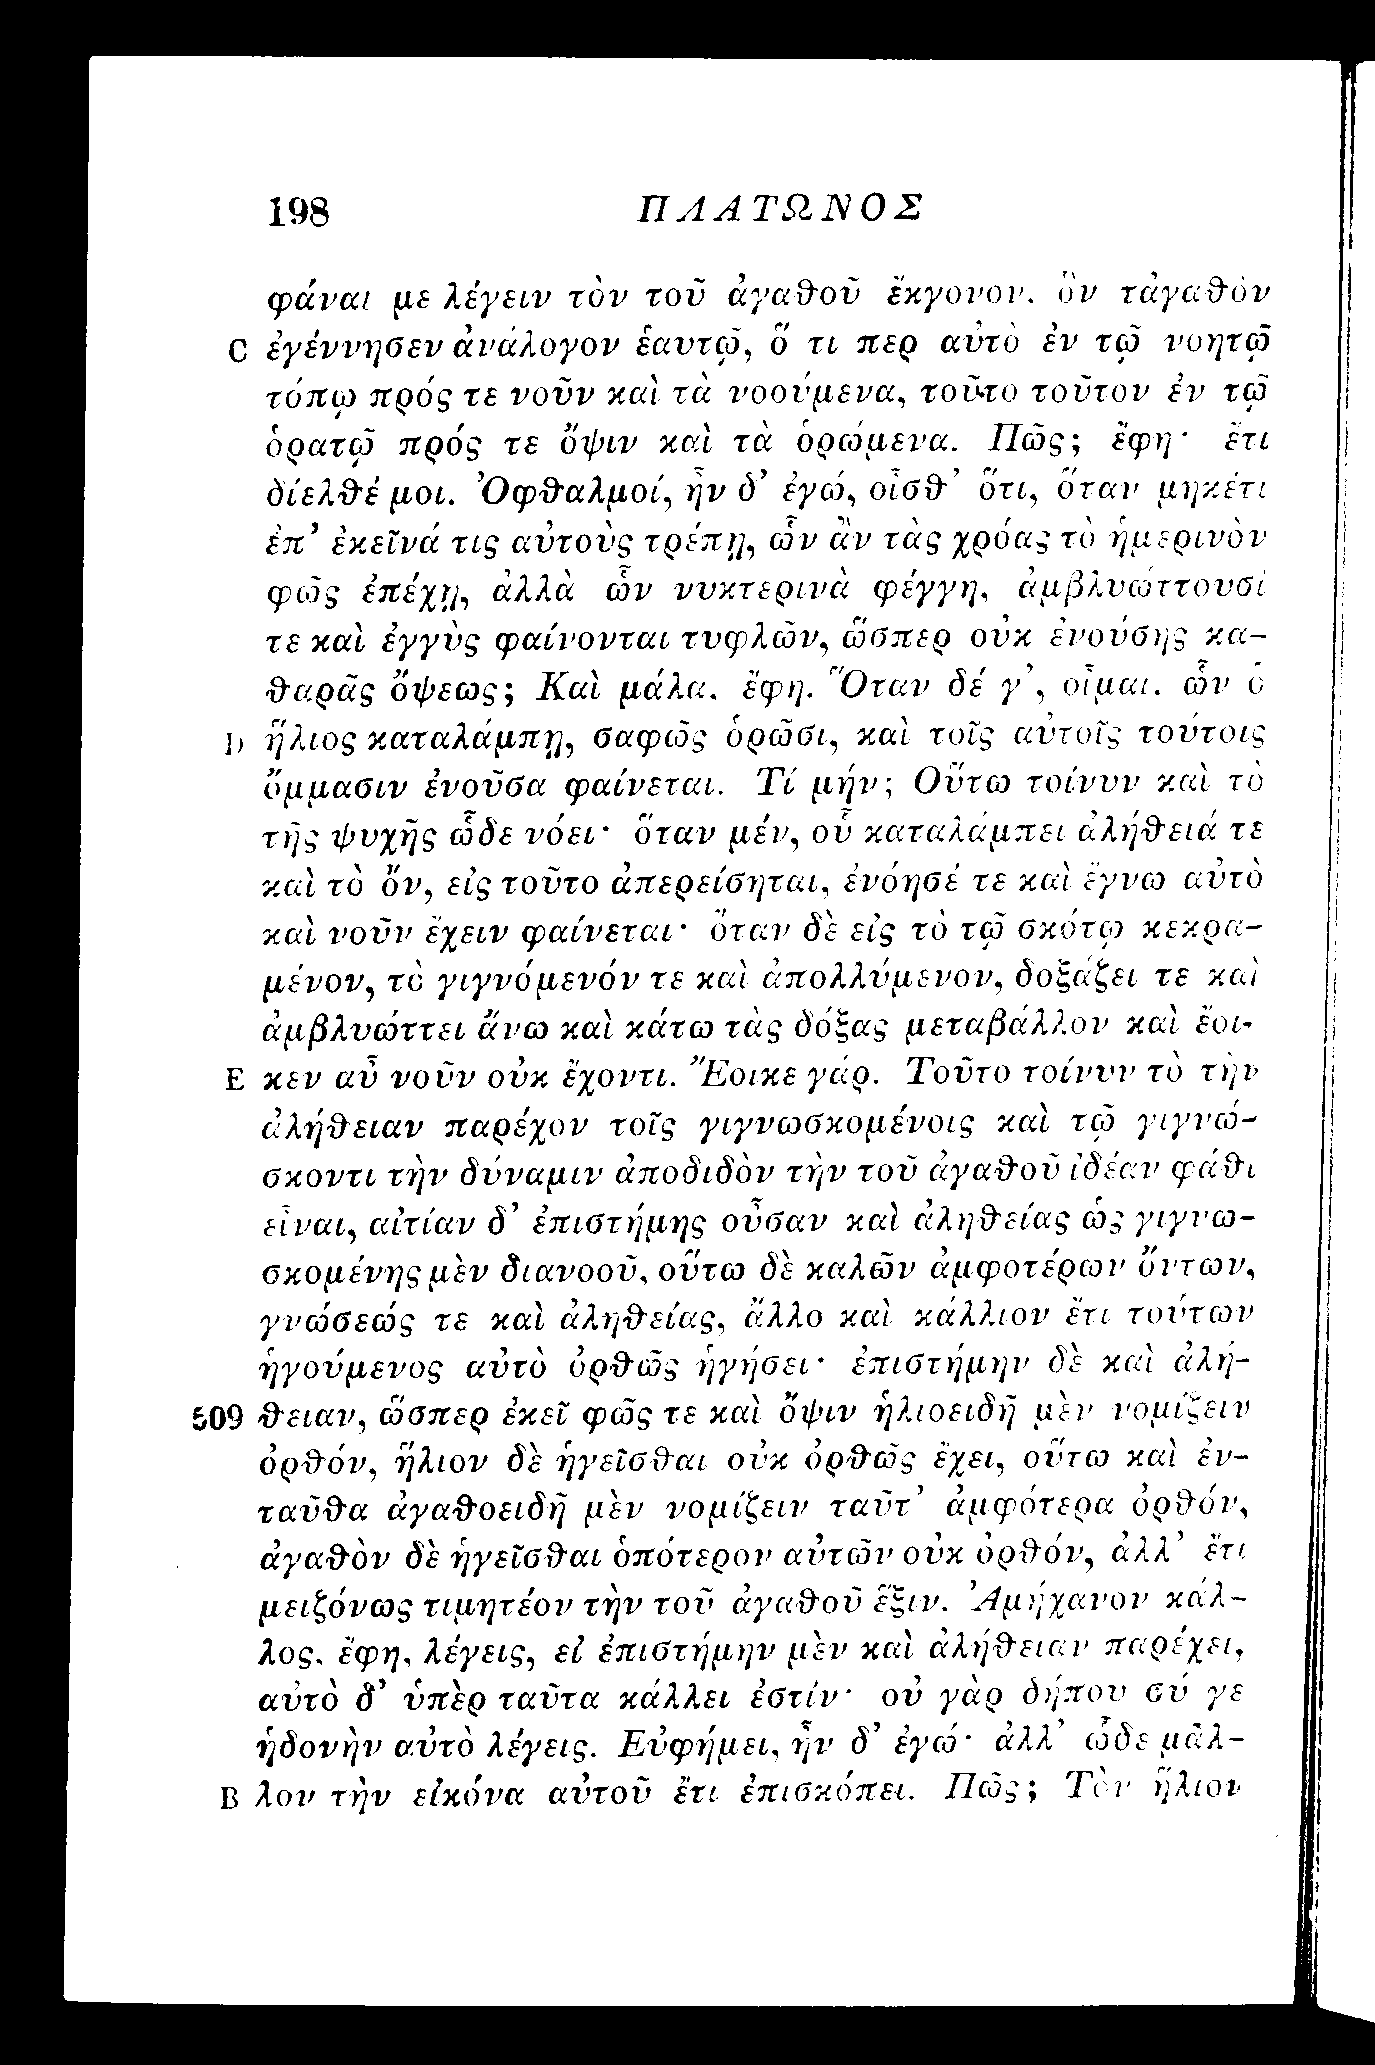 198 ΠΛΑΤΩΝΟΣ
φάναι με λέγειν τὸν τοῦ ἀγαθοῦ ἔκγονον, ὃν τἀγαθὸν
C ἐγέννησεν ἀνάλογον ἑαυτῷ, ὅ τι περ αὐτὸ ἐν τῷ νοητῷ
τόπῳ πρός τε νοῦν καὶ τὰ νοούμενα, τοῦτο τοῦτον ἐν τῷ
ὁρατῷ πρός τε ὄψιν καὶ τὰ ὁρώμενα. Πῶς; ἔφη· ἔτι
δίελθέ μοι. Ὀφθαλμοί, ἦν δ’ ἐγώ, οἶσθ’ ὅτι, ὅταν μηκέτι
ἐπ’ ἐκεῖνά τις αὐτοὺς τρέπῃ, ὧν ἂν τὰς χρόας τὸ ἡμερινὸν
φῶς ἐπέχῃ, ἀλλὰ ὧν νυκτερινὰ φέγγη, ἀμβλυώττουσί
τε καὶ ἐγγὺς φαίνονται τυφλῶν, ὥσπερ οὐκ ἐνούσης κα-
θαρᾶς ὄψεως; Καὶ μάλα, ἔφη. Ὅταν δέ γ’, οἶμαι, ὧν ὁ
D ἥλιος καταλάμπῃ, σαφῶς ὁρῶσι, καὶ τοῖς αὐτοῖς τούτοις
ὄμμασιν ἐνοῦσα φαίνεται. Τί μήν; Οὕτω τοίνυν καὶ τὸ
τῆς ψυχῆς ὧδε νόει· ὅταν μέν, οὗ καταλάμπει ἀλήθειά τε
καὶ τὸ ὄν, εἰς τοῦτο ἀπερείσηται, ἐνόησέ τε καὶ ἔγνω αὐτὸ
καὶ νοῦν ἔχειν φαίνεται· ὅταν δὲ εἰς τὸ τῷ σκότῳ κεκρα-
μένον, τὸ γιγνόμενόν τε καὶ ἀπολλύμενον, δοξάζει τε καὶ
ἀμβλυώττει ἄνω καὶ κάτω τὰς δόξας μεταβάλλον καὶ ἔοι-
E κεν αὖ νοῦν οὐκ ἔχοντι. Ἔοικε γάρ. Τοῦτο τοίνυν τὸ τὴν
ἀλήθειαν παρέχον τοῖς γιγνωσκομένοις καὶ τῷ γιγνώ-
σκοντι τὴν δύναμιν ἀποδιδὸν τὴν τοῦ ἀγαθοῦ ἰδέαν φάθι
εἶναι, αἰτίαν δ’ ἐπιστήμης οὖσαν καὶ ἀληθείας ὡς γιγνω-
σκομένης μὲν διανοοῦ, οὕτω δὲ καλῶν ἀμφοτέρων ὄντων,
γνώσεώς τε καὶ ἀληθείας, ἄλλο καὶ κάλλιον ἔτι τούτων
ἡγούμενος αὐτὸ ὀρθῶς ἡγήσει· ἐπιστήμην δὲ καὶ ἀλή-
509 θειαν, ὥσπερ ἐκεῖ φῶς τε καὶ ὄψιν ἡλιοειδῆ μὲν νομίζειν
ὀρθόν, ἥλιον δὲ ἡγεῖσθαι οὐκ ὀρθῶς ἔχει, οὕτω καὶ ἐν-
ταῦθα ἀγαθοειδῆ μὲν νομίζειν ταῦτ’ ἀμφότερα ὀρθόν,
ἀγαθὸν δὲ ἡγεῖσθαι ὁπότερον αὐτῶν οὐκ ὀρθόν, ἀλλ’ ἔτι
μειζόνως τιμητέον τὴν τοῦ ἀγαθοῦ ἕξιν. Ἀμήχανον κάλ-
λος, ἔφη, λέγεις, εἰ ἐπιστήμην μὲν καὶ ἀλήθειαν παρέχει,
αὐτὸ δ’ ὑπὲρ ταῦτα κάλλει ἐστίν· οὐ γὰρ δήπου σύ γε
ἡδονὴν αὐτὸ λέγεις. Εὐφήμει, ἦν δ’ ἐγώ· ἀλλ’ ὧδε μᾶλ-
B λον τὴν εἰκόνα αὐτοῦ ἔτι ἐπισκόπει. Πῶς; Τὸν ἥλιον